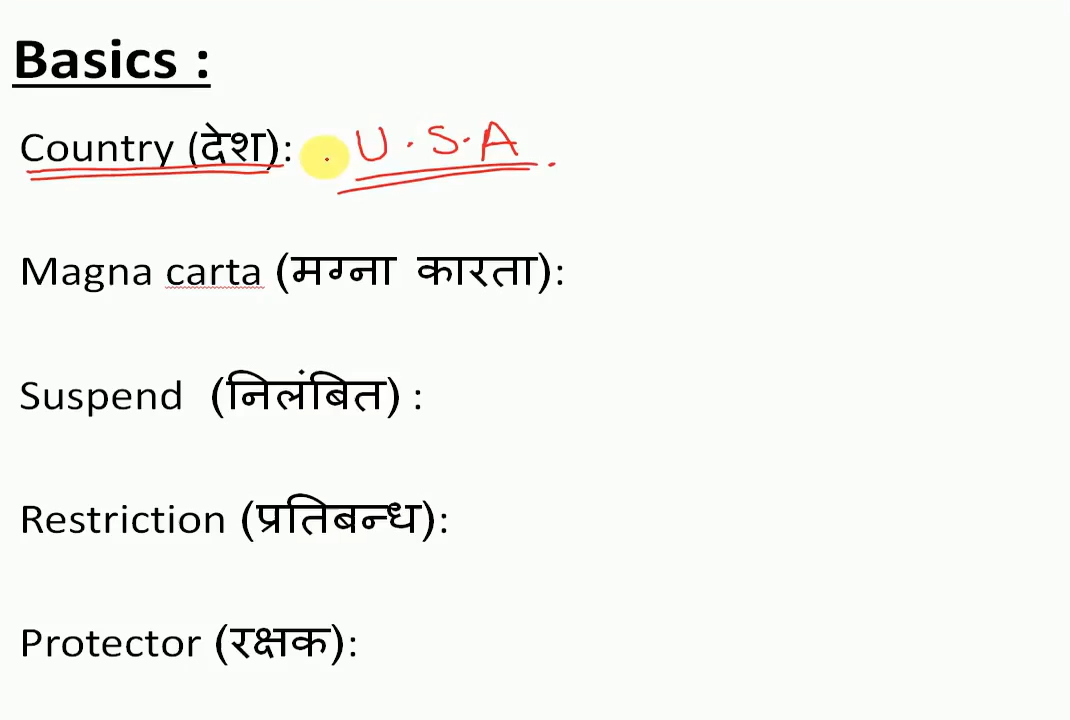 Basics :
Country (देश): U.S.A
Magna carta (मग्ना कारता):
Suspend (निलंबित) :
Restriction (प्रतिबन्ध):
Protector (रक्षक):